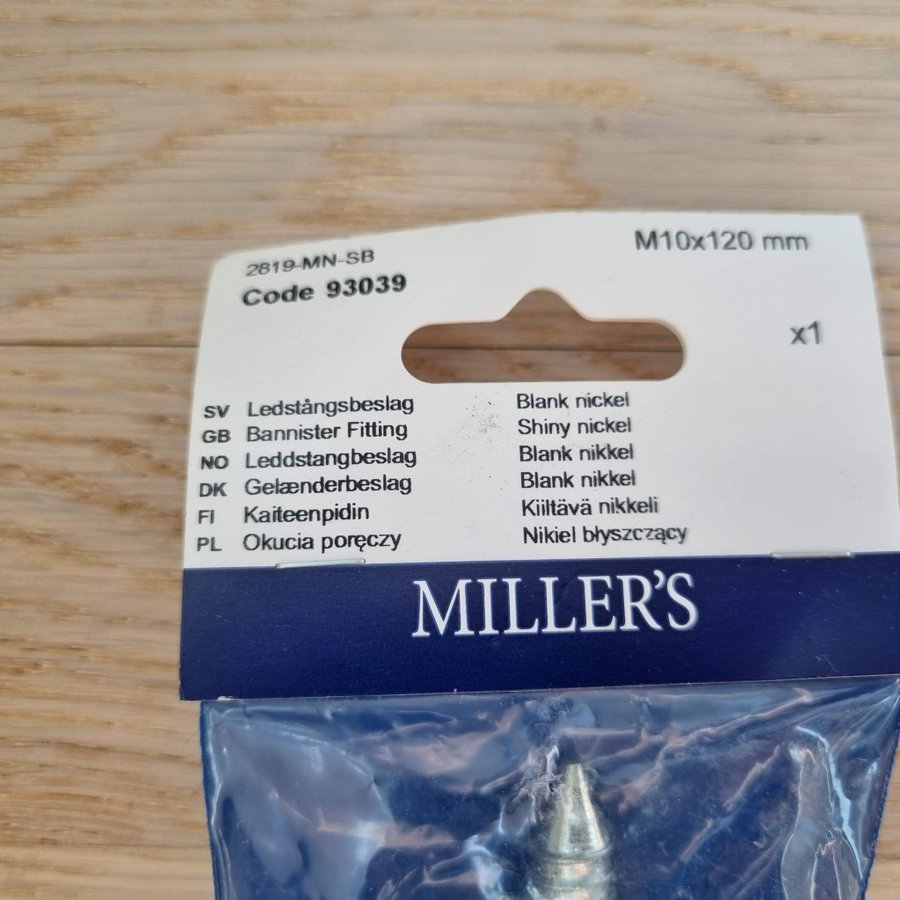 2819-MN-SB
M10x120 mm
Code 93039
x1
SV Ledstångsbeslag Blank nickel
GB Bannister Fitting Shiny nickel
NO Leddstangbeslag Blank nikkel
DK Gelænderbeslag Blank nikkel
FI Kaiteenpidin Kiiltävä nikkeli
PL Okucia poręczy Nikiel błyszczący
MILLER'S